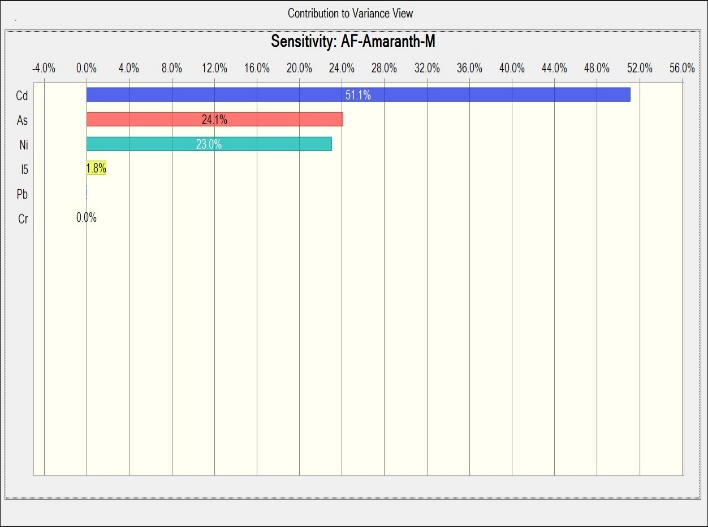 Contribution to Variance View
Sensitivity: AF-Amaranth-M
-4.0% 0.0% 4.0% 8.0% 12.0% 16.0% 20.0% 24.0% 28.0% 32.0% 36.0% 40.0% 44.0% 48.0% 52.0% 56.0%
Cd 51.1%
As 24.1%
Ni 23.0%
I5 1.8%
Pb
Cr 0.0%